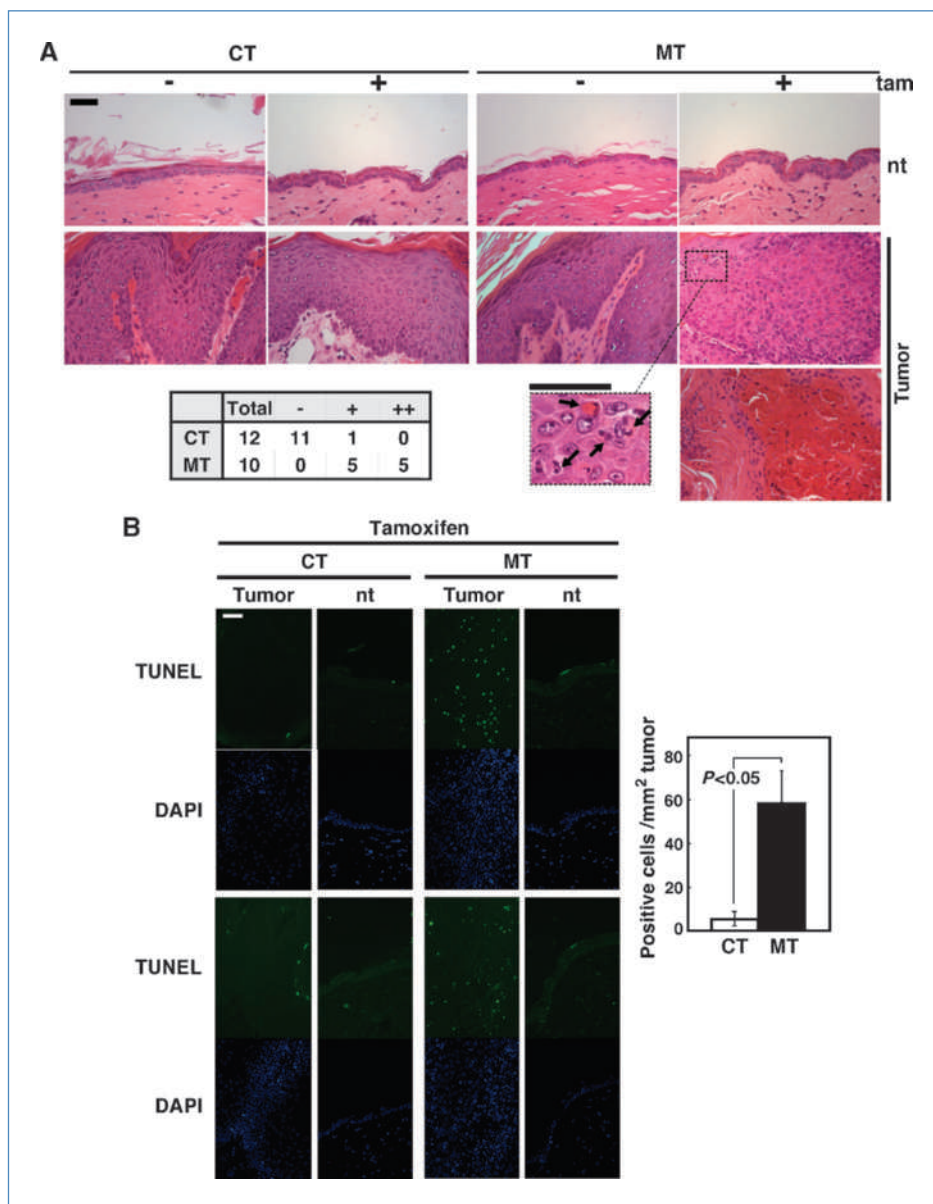 A
CT MT
- + - + tam
nt
Tumor
Total - + ++
CT 12 11 1 0
MT 10 0 5 5
B
Tamoxifen
CT MT
Tumor nt Tumor nt
TUNEL
DAPI
TUNEL
DAPI
80
60
40
20
0
P<0.05
Positive cells /mm² tumor
CT MT